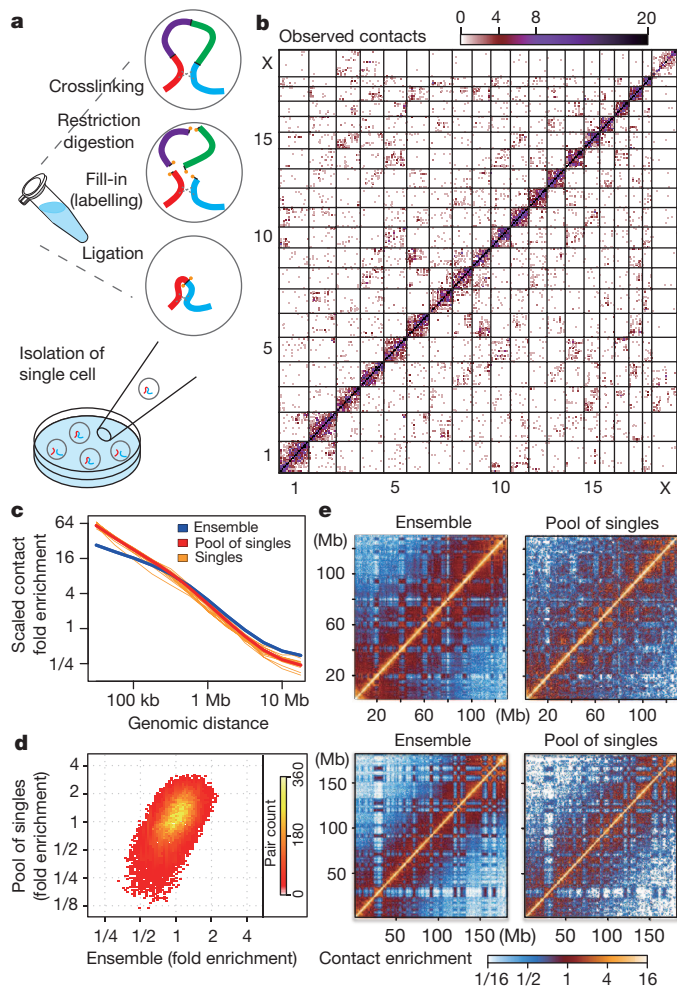 a
Crosslinking
Restriction
digestion
Fill-in
(labelling)
Ligation
Isolation of
single cell
b
Observed contacts
0 4 8 20
X
15
10
5
1
1 5 10 15 X
c
Scaled contact
fold enrichment
64
16
4
1
1/4
Ensemble
Pool of singles
Singles
100 kb 1 Mb 10 Mb
Genomic distance
d
Pool of singles
(fold enrichment)
4
2
1
1/2
1/4
1/8
1/4 1/2 1 2 4
Ensemble (fold enrichment)
Pair count
360
180
0
e
Ensemble Pool of singles
(Mb)
100
60
20
20 60 100 (Mb) 20 60 100
Ensemble Pool of singles
(Mb)
150
100
50
50 100 150 (Mb) 50 100 150
Contact enrichment
1/16 1/2 1 4 16